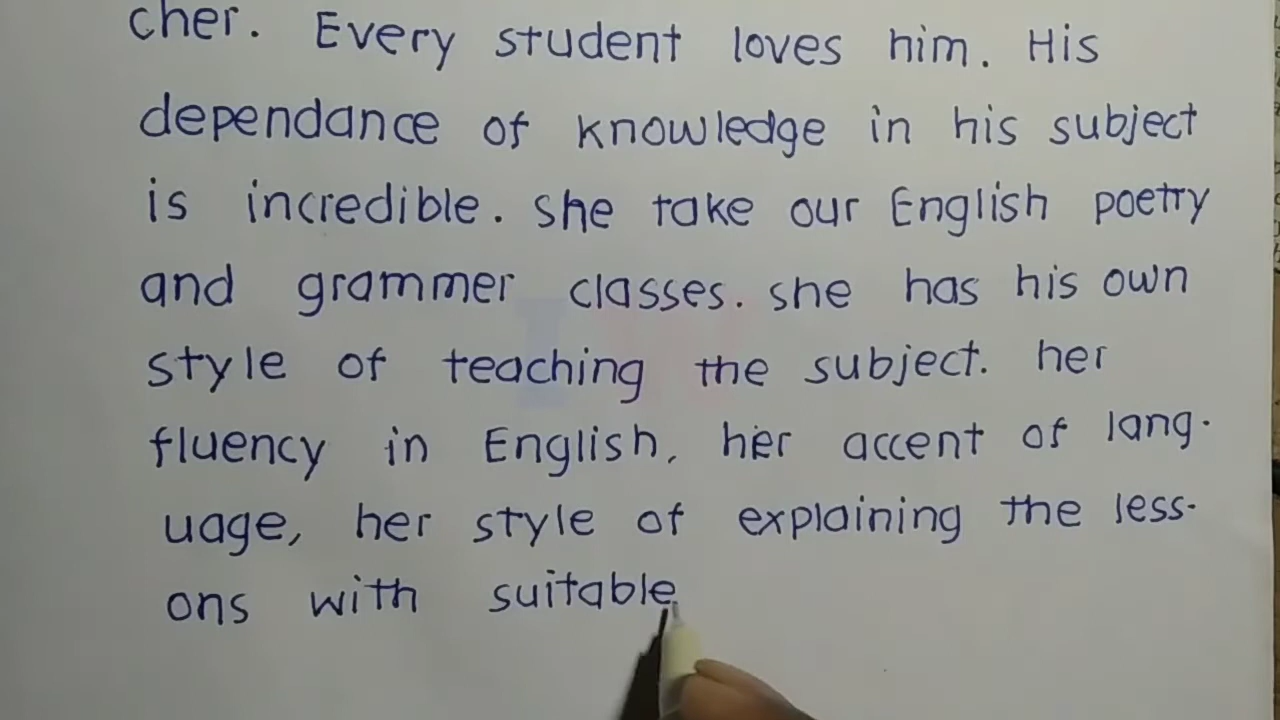 cher. Every student loves him. His
dependance of knowledge in his subject
is incredible. she take our English poetry
and grammer classes. she has his own
style of teaching the subject. her
fluency in English, her accent of lang-
uage, her style of explaining the less-
ons with suitable